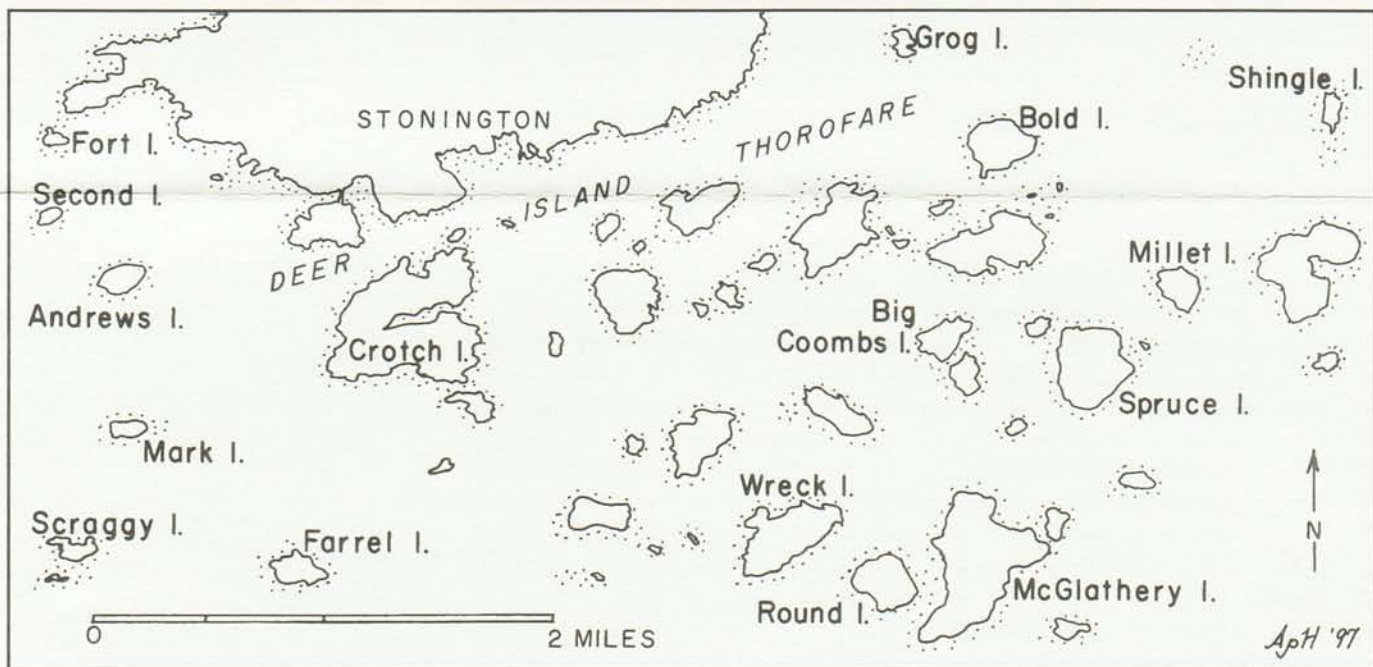 Grog I.
Shingle I.
STONINGTON
THOROFARE
Bold I.
Fort I.
Second I.
ISLAND
DEER
Millet I.
Andrews I.
Big
Coombs I.
Crotch I.
Spruce I.
Mark I.
Wreck I.
Scraggy I.
Farrel I.
N
McGlathery I.
Round I.
0
2 MILES
ApH '97